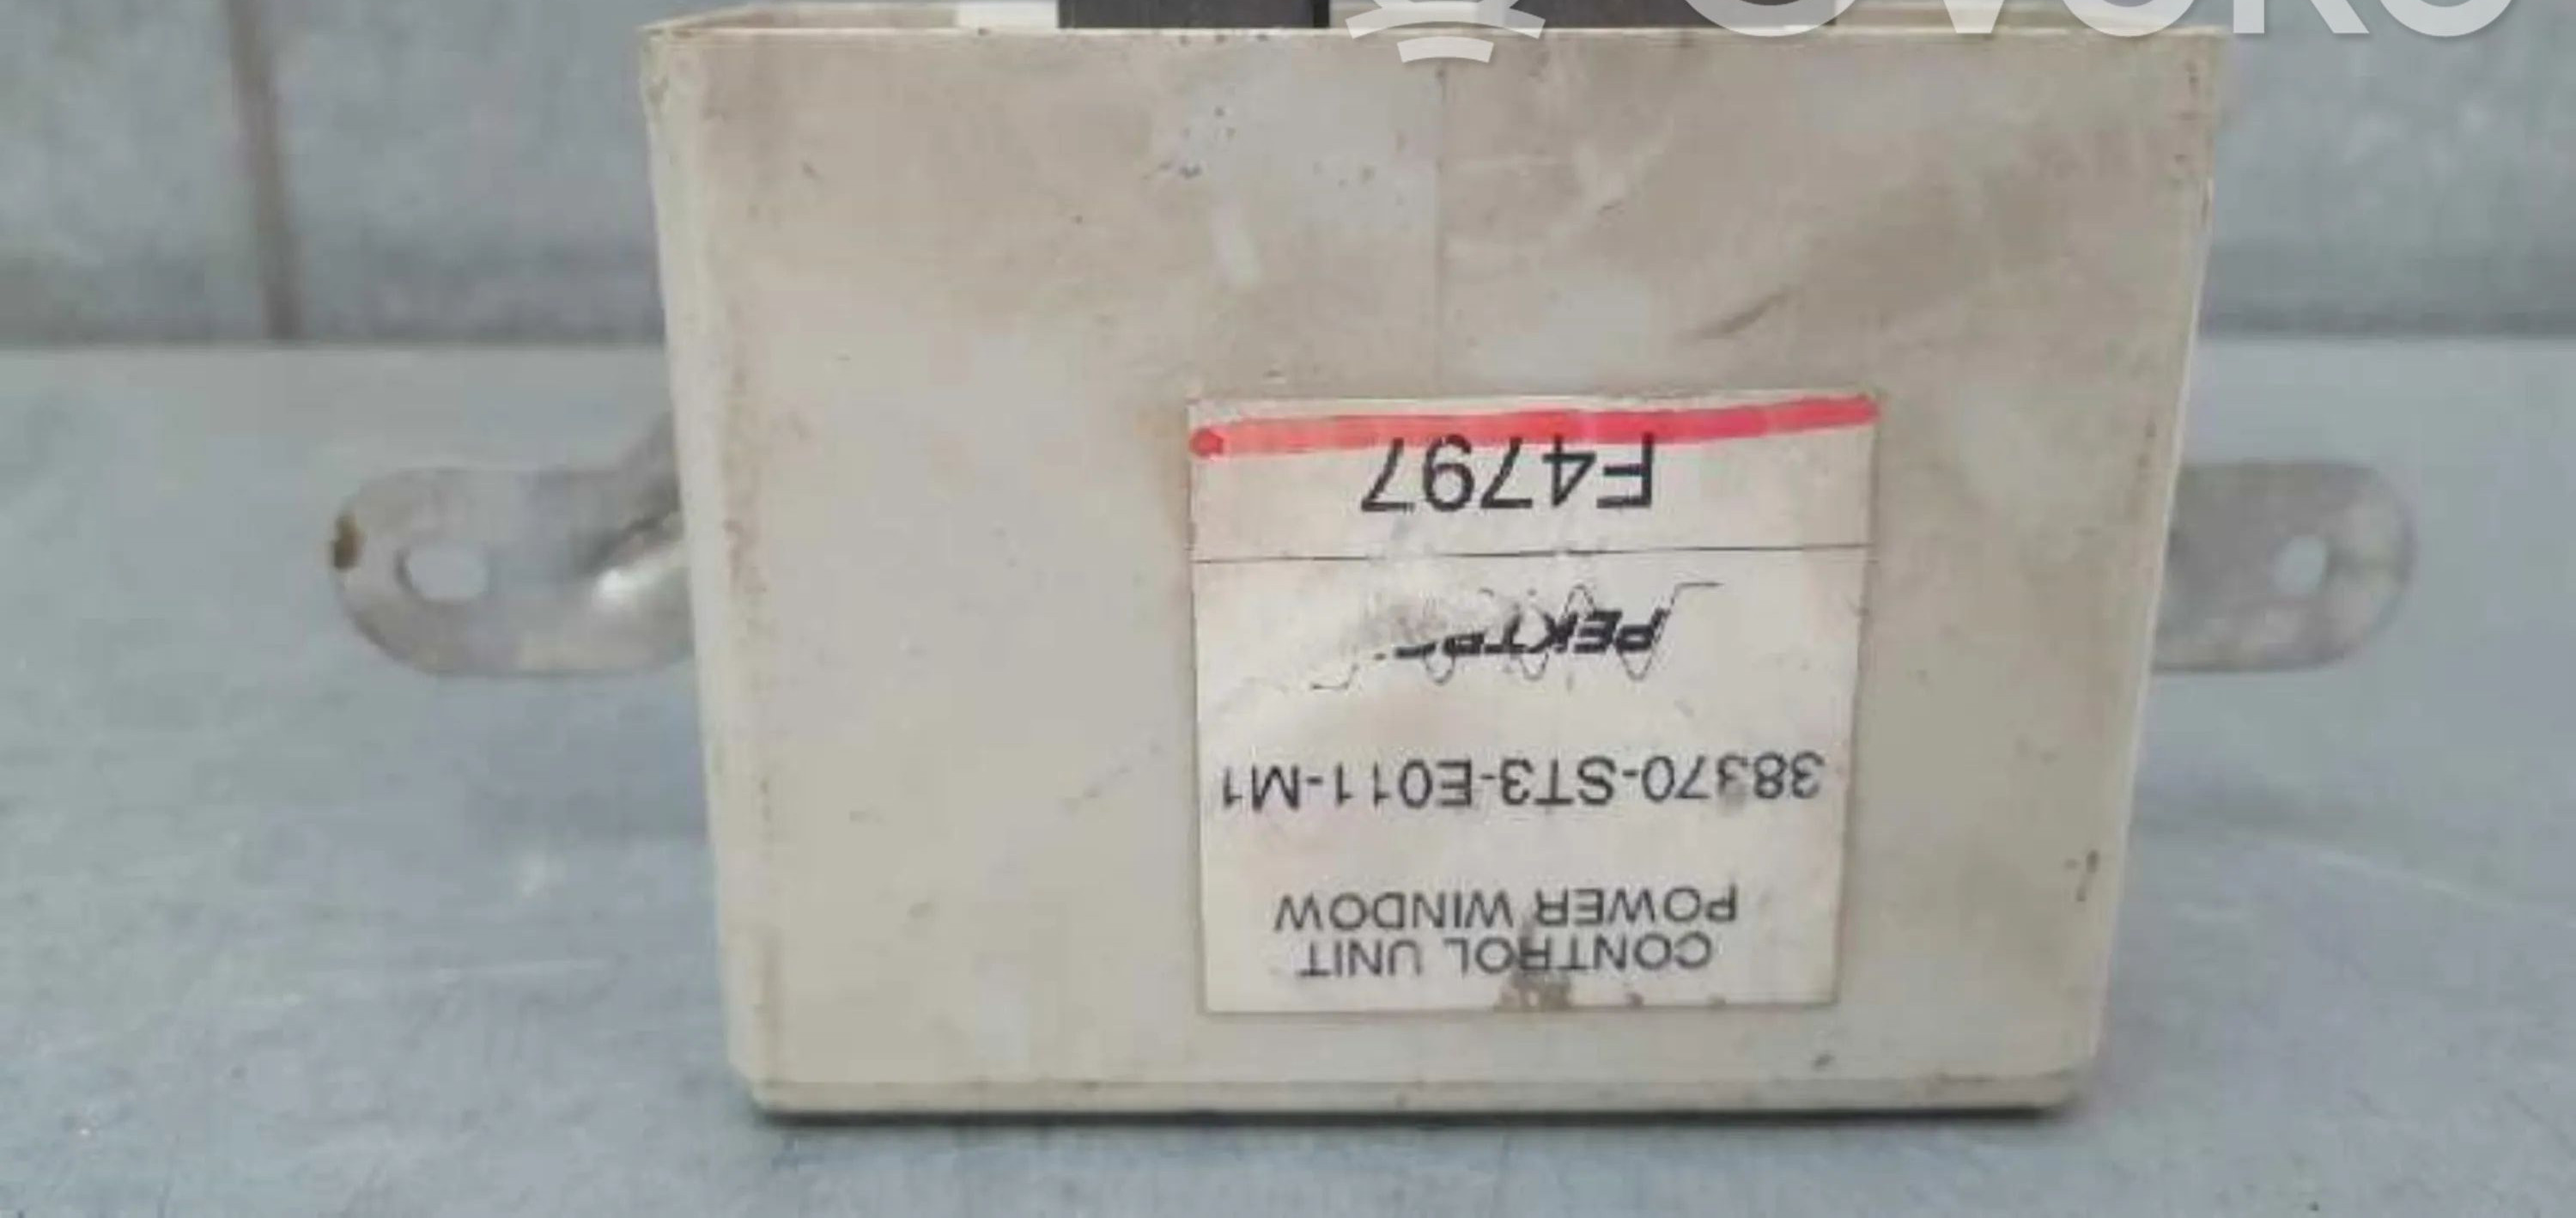 CONTROL UNIT
POWER WINDOW
38370-ST3-E011-M1
F4797